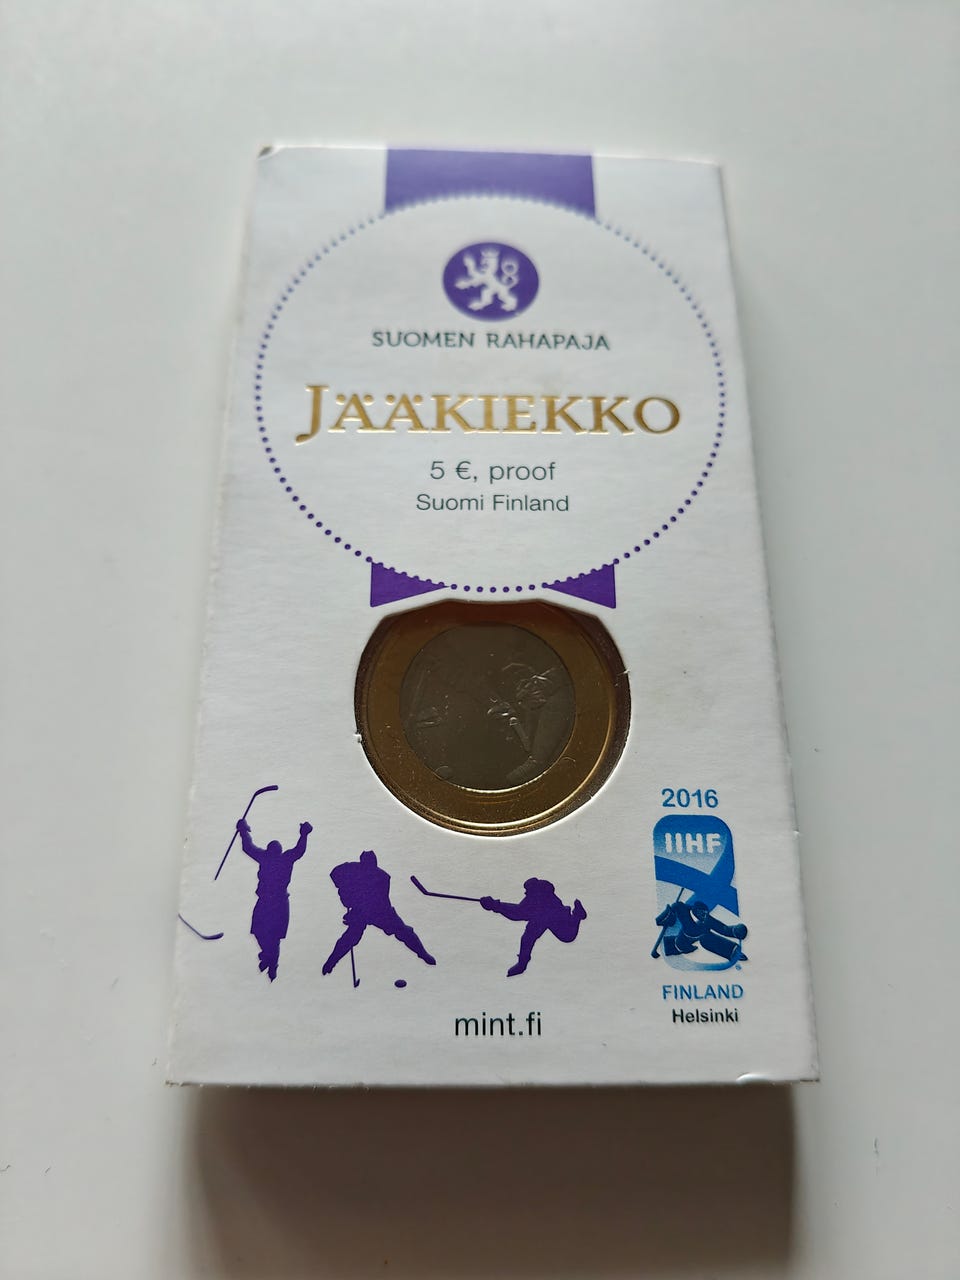 SUOMEN RAHAPAJA
JÄÄKIEKKO
5 €, proof
Suomi Finland
2016
IIHF
FINLAND
Helsinki
mint.fi